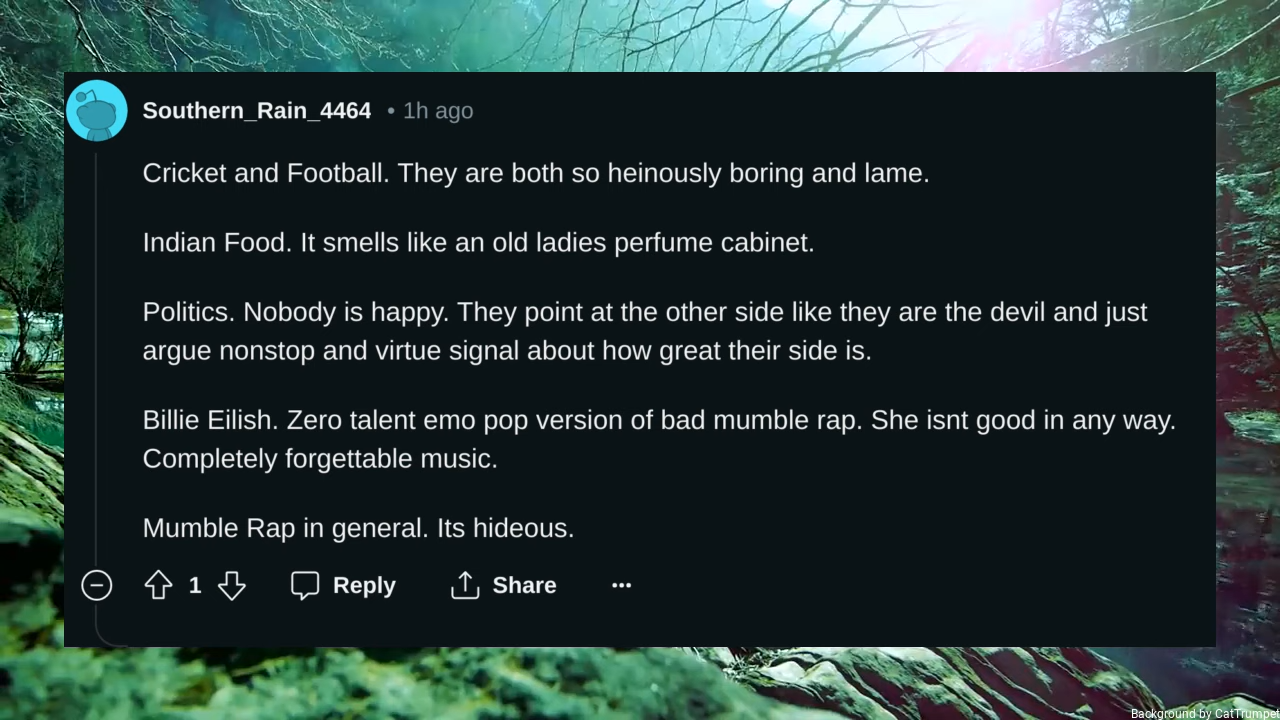 Southern_Rain_4464 • 1h ago
Cricket and Football. They are both so heinously boring and lame.
Indian Food. It smells like an old ladies perfume cabinet.
Politics. Nobody is happy. They point at the other side like they are the devil and just
argue nonstop and virtue signal about how great their side is.
Billie Eilish. Zero talent emo pop version of bad mumble rap. She isnt good in any way.
Completely forgettable music.
Mumble Rap in general. Its hideous.
1 Reply Share
Background by CatTrumpet